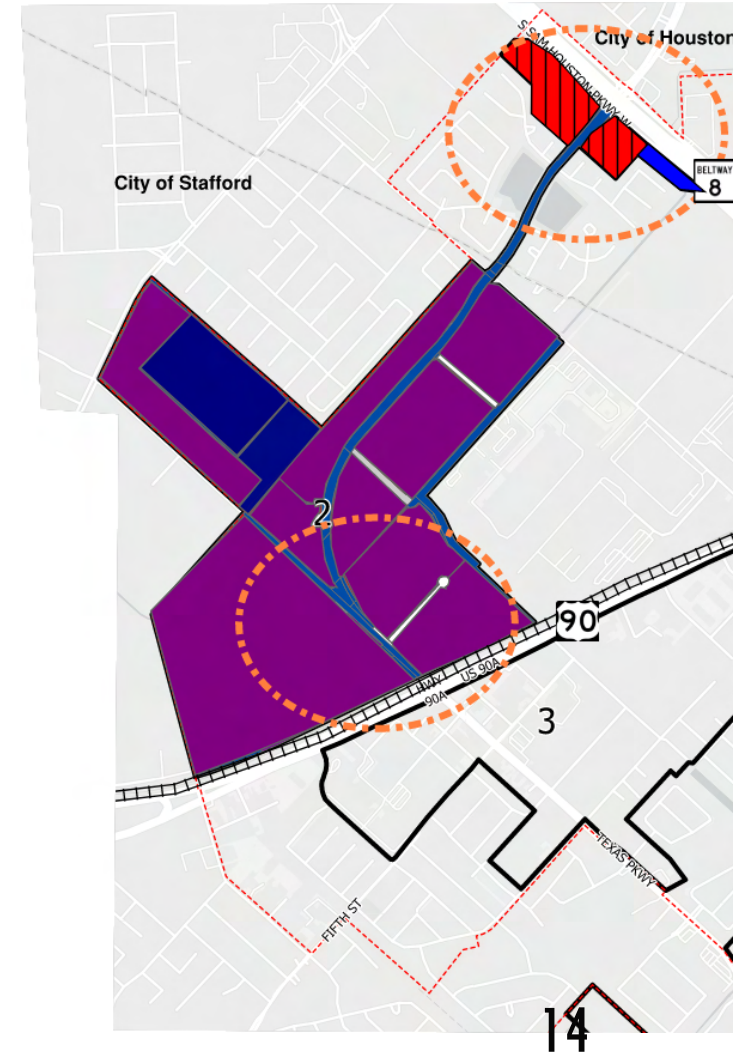 City of Houston
S SAM HOUSTON PKWY W
BELTWAY
8
City of Stafford
2
90
US 90A
HWY
90A
3
TEXAS PKWY
FIFTH ST
14